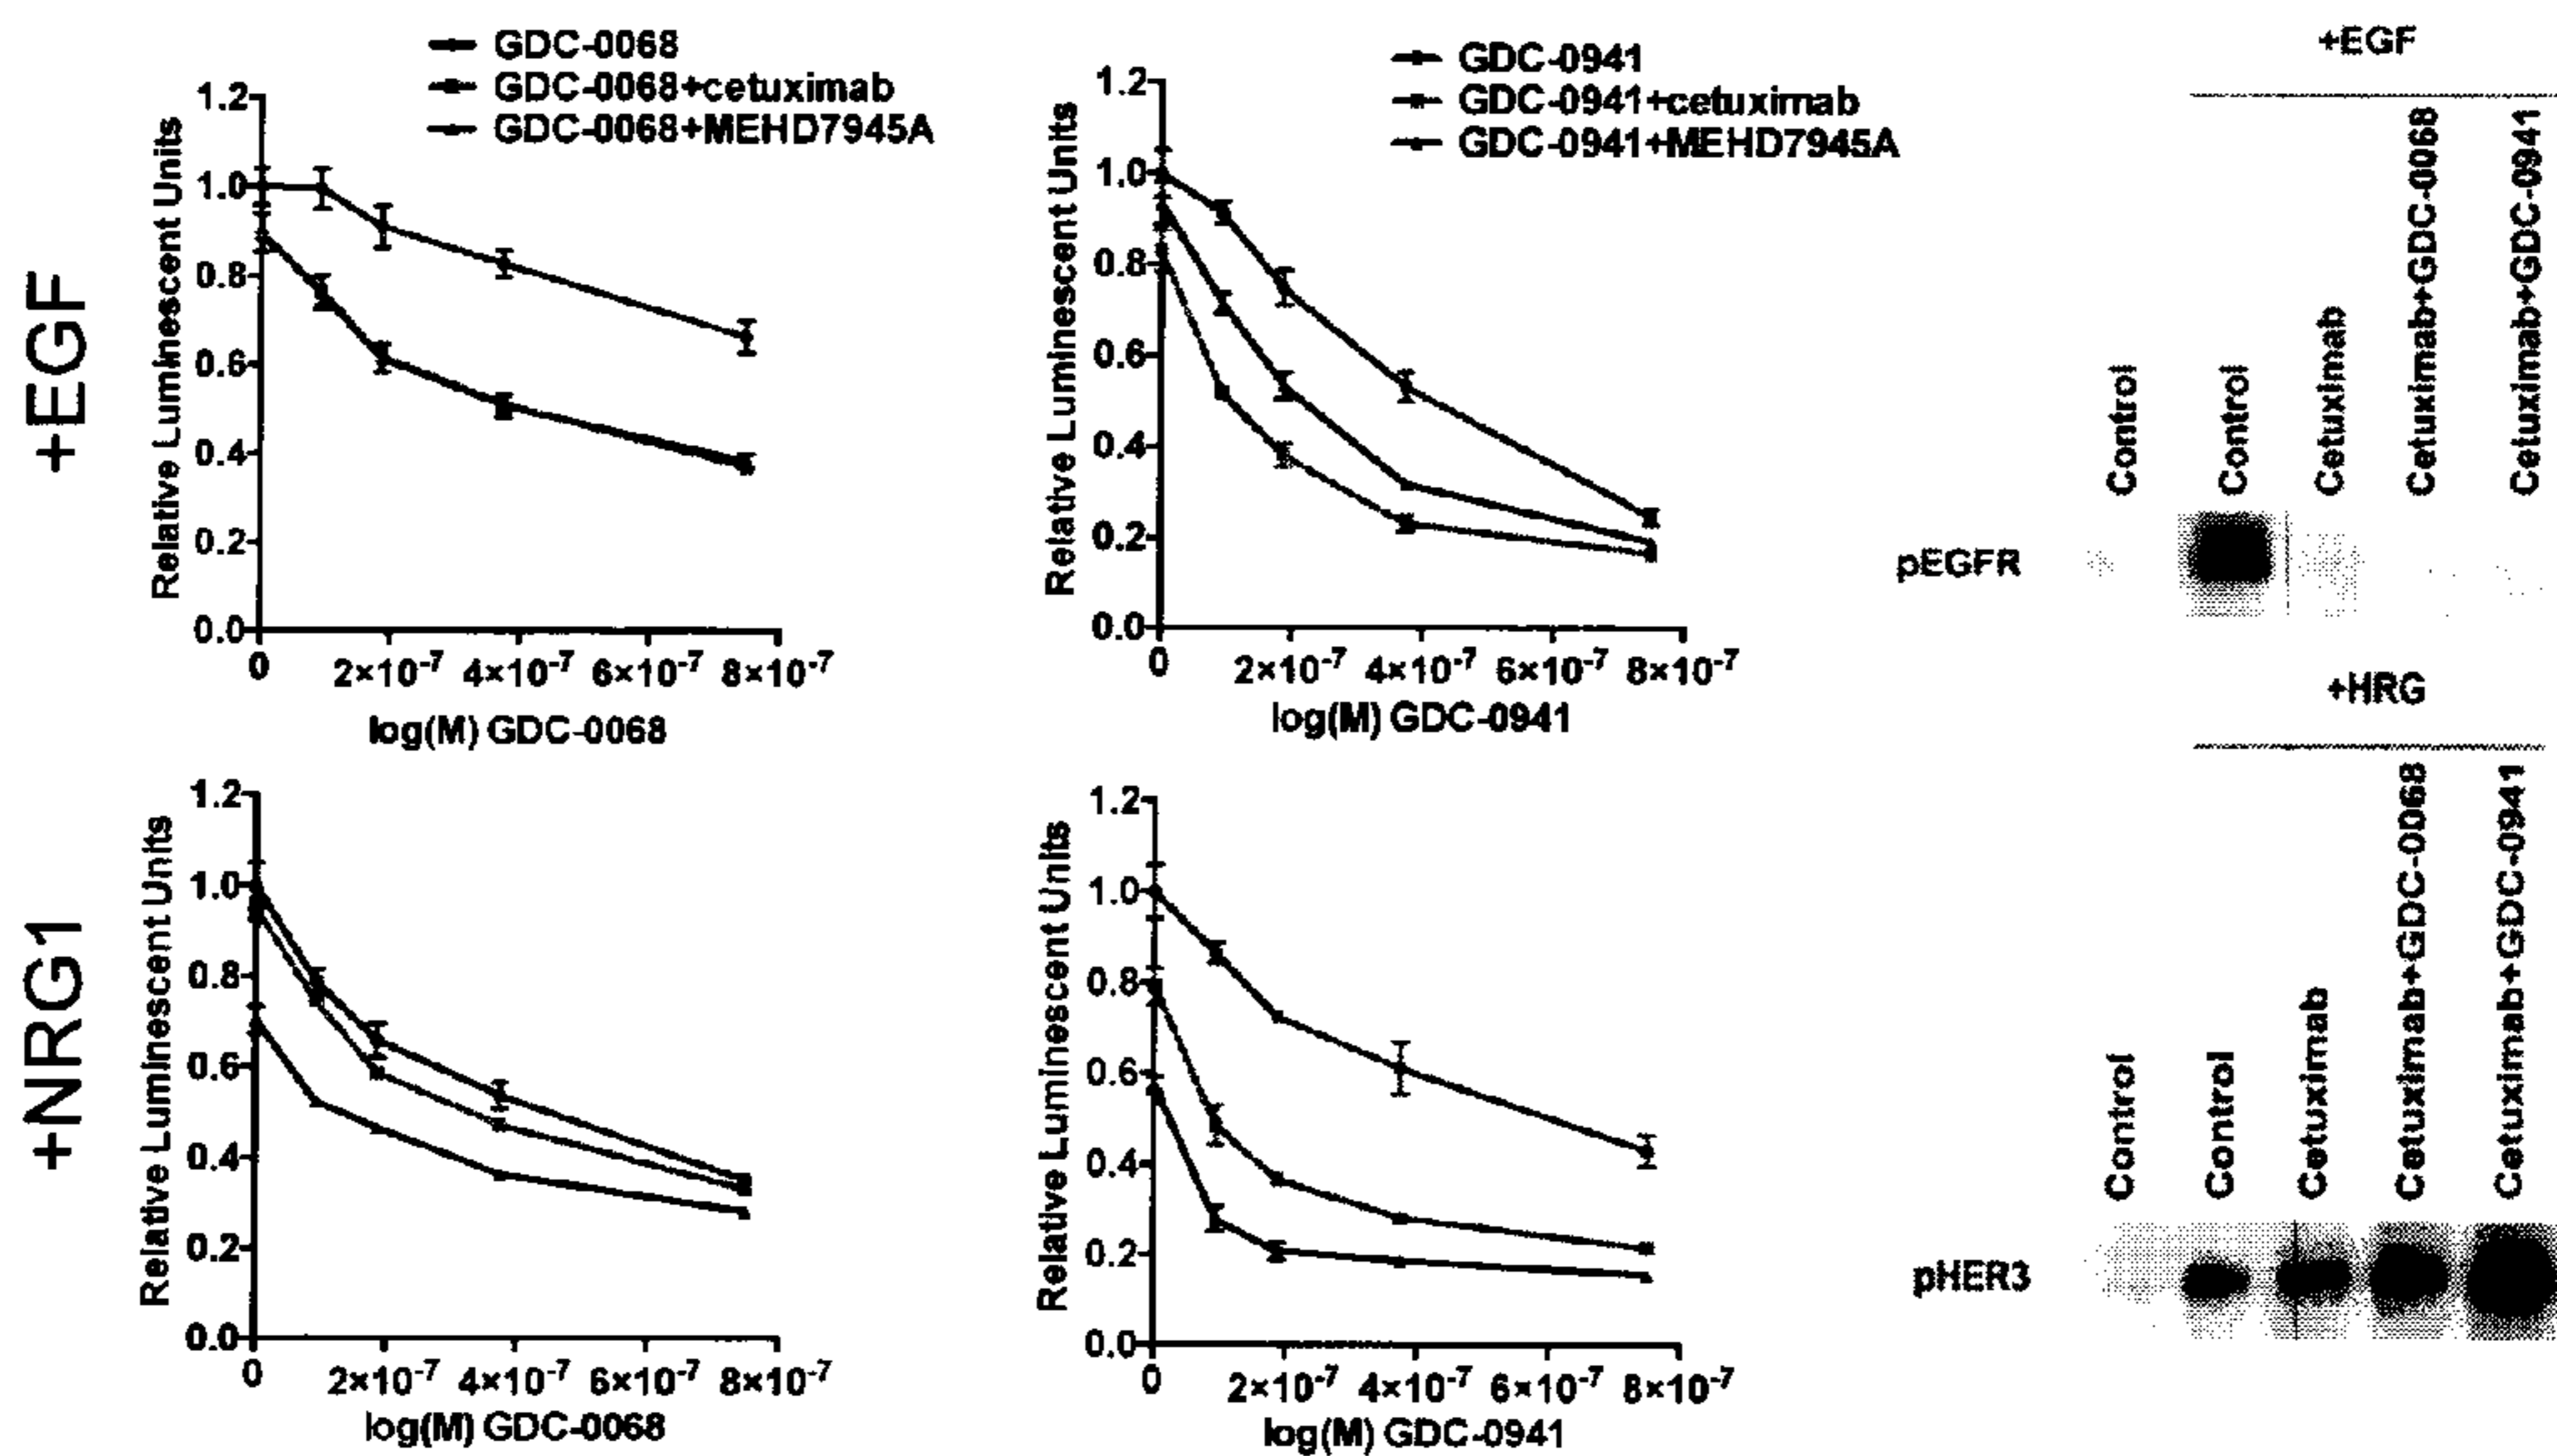 +EGF
GDC-0068
GDC-0068+cetuximab
GDC-0068+MEHD7945A
Relative Luminescent Units
1.2
1.0
0.8
0.6
0.4
0.2
0.0
0
2×10-7
4×10-7
6×10-7
8×10-7
log(M) GDC-0068
GDC-0941
GDC-0941+cetuximab
GDC-0941+MEHD7945A
Relative Luminescent Units
1.2
1.0
0.8
0.6
0.4
0.2
0.0
0
2×10-7
4×10-7
6×10-7
8×10-7
log(M) GDC-0941
+EGF
Control
Control
Cetuximab
Cetuximab+GDC-0068
Cetuximab+GDC-0941
pEGFR
+NRG1
Relative Luminescent Units
1.2
1.0
0.8
0.6
0.4
0.2
0.0
0
2×10-7
4×10-7
6×10-7
8×10-7
log(M) GDC-0068
Relative Luminescent Units
1.2
1.0
0.8
0.6
0.4
0.2
0.0
0
2×10-7
4×10-7
6×10-7
8×10-7
log(M) GDC-0941
+HRG
Control
Control
Cetuximab
Cetuximab+GDC-0068
Cetuximab+GDC-0941
pHER3